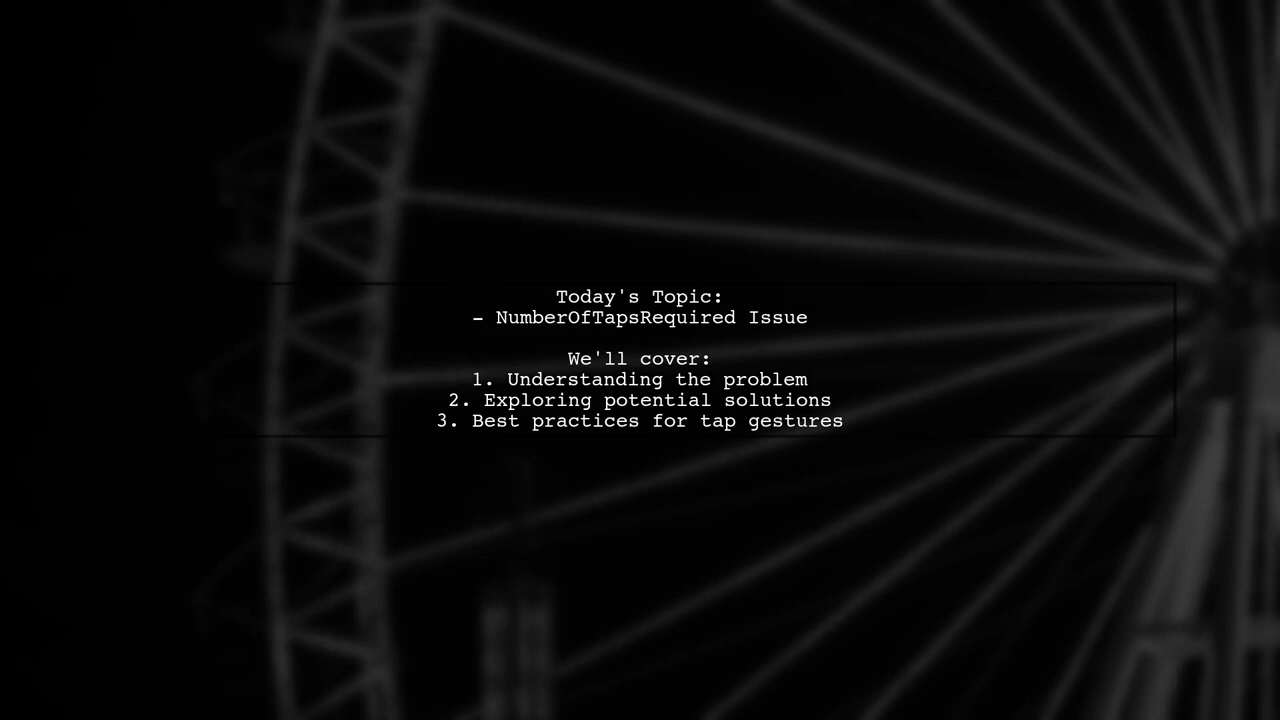 Today's Topic:
- NumberOfTapsRequired Issue
We'll cover:
1. Understanding the problem
2. Exploring potential solutions
3. Best practices for tap gestures